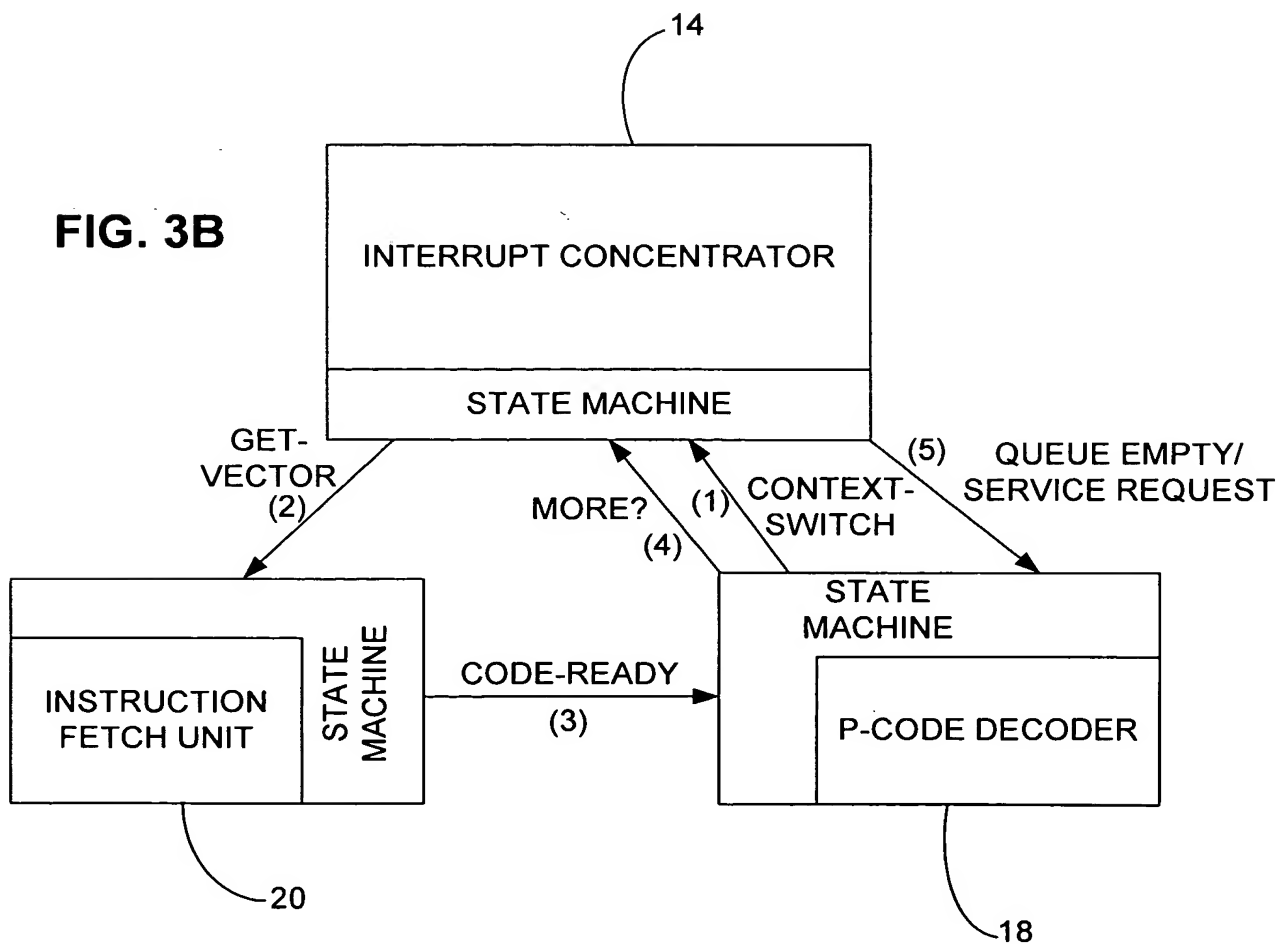 14
FIG. 3B
INTERRUPT CONCENTRATOR
STATE MACHINE
GET-
VECTOR
(2)
MORE?
(4)
(1)
CONTEXT-
SWITCH
(5)
QUEUE EMPTY/
SERVICE REQUEST
STATE
MACHINE
INSTRUCTION
FETCH UNIT
CODE-READY
(3)
STATE
MACHINE
P-CODE DECODER
20
18